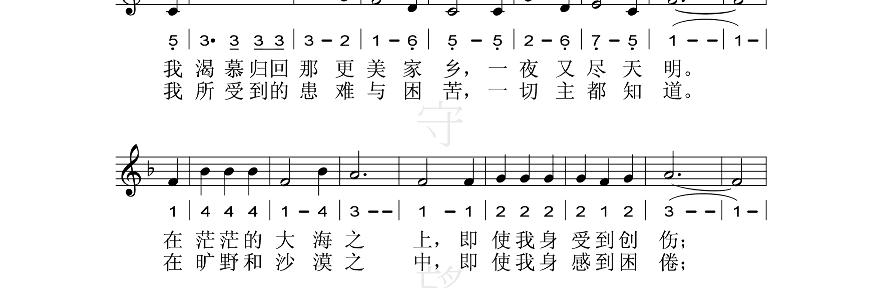 5 | 3· 3 3 3 | 3 – 2 | 1 – 6 | 5 – 5 | 2 – 6 | 7 – 5 | 1 – – | 1 –
我 渴 慕 归 回 那 更 美 家 乡，一 夜 又 尽 天 明。
我 所 受 到 的 患 难 与 困 苦，一 切 主 都 知 道。
守
1 | 4 4 4 | 1 – 4 | 3 – – | 1 – 1 | 2 2 2 | 2 1 2 | 3 – – | 1 –
在 茫 茫 的 大 海 之 上，即 使 我 身 受 到 创 伤；
在 旷 野 和 沙 漠 之 中，即 使 我 身 感 到 困 倦；